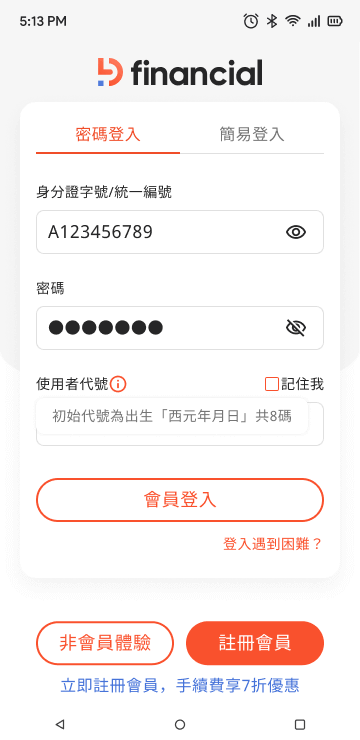 5:13 PM
financial
密碼登入
簡易登入
身分證字號/統一編號
A123456789
密碼
●●●●●●●
使用者代號
記住我
初始代號為出生「西元年月日」共8碼
會員登入
登入遇到困難？
非會員體驗
註冊會員
立即註冊會員，手續費享7折優惠